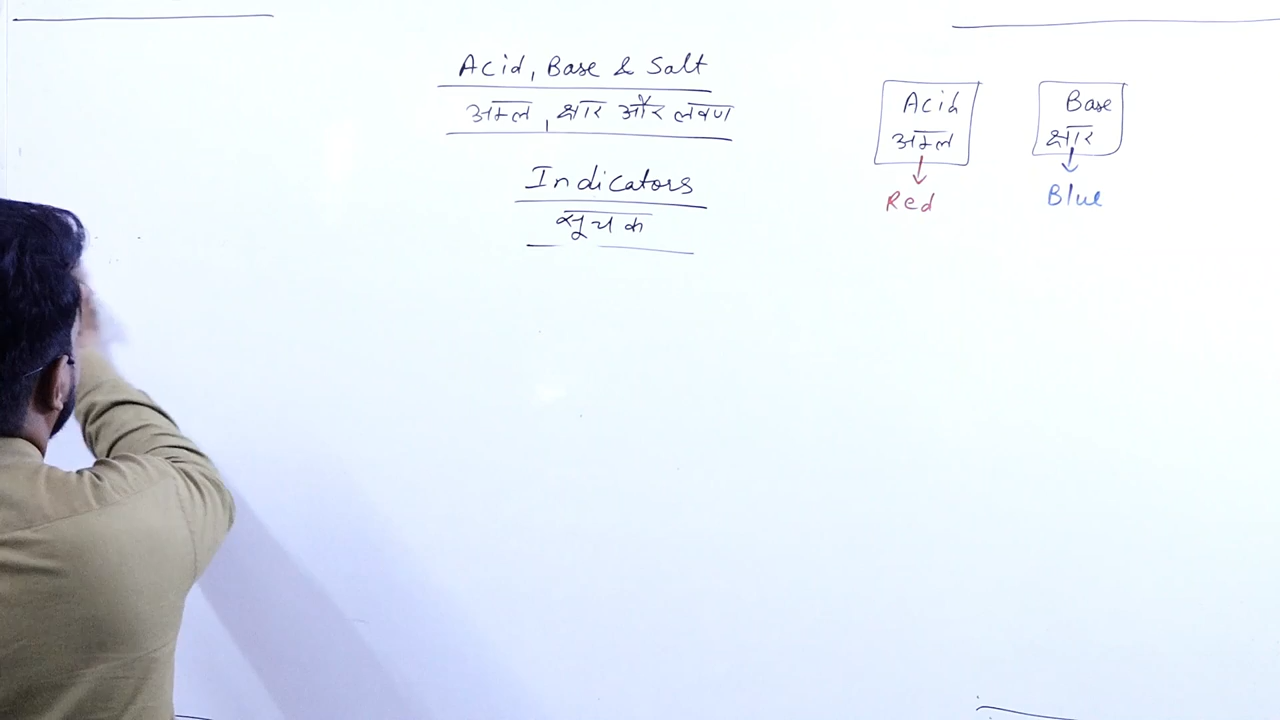 Acid, Base & Salt
अम्ल, क्षार और लवण
Indicators
सूचक
Acid
अम्ल
Red
Base
क्षार
Blue